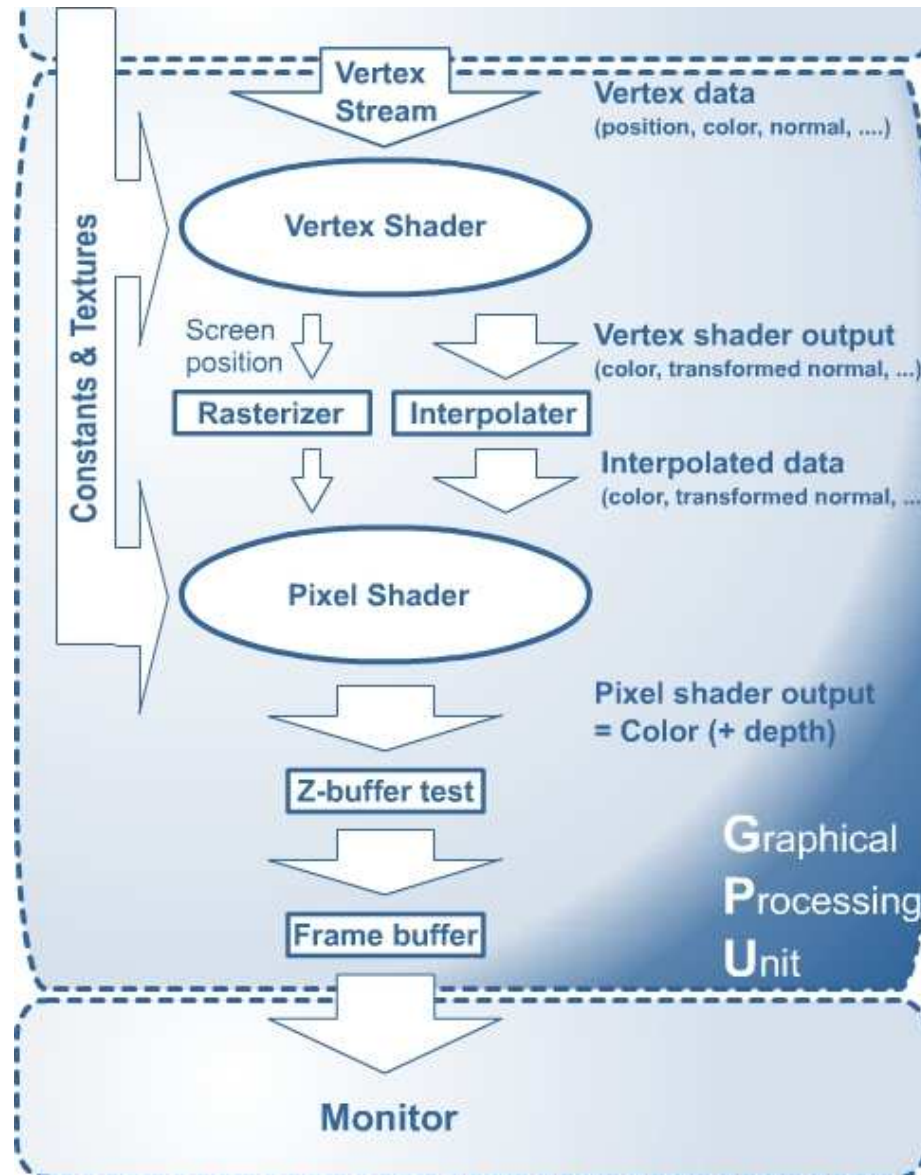 Vertex
Stream
Vertex data
(position, color, normal, ....)
Constants & Textures
Vertex Shader
Screen
position
Vertex shader output
(color, transformed normal, ...)
Rasterizer
Interpolater
Interpolated data
(color, transformed normal, ...
Pixel Shader
Pixel shader output
= Color (+ depth)
Z-buffer test
Graphical
Processing
Unit
Frame buffer
Monitor